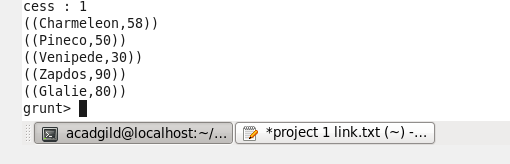 cess : 1
((Charmeleon,58))
((Pineco,50))
((Venipede,30))
((Zapdos,90))
((Glalie,80))
grunt>
acadgild@localhost:~/... *project 1 link.txt (~) -...